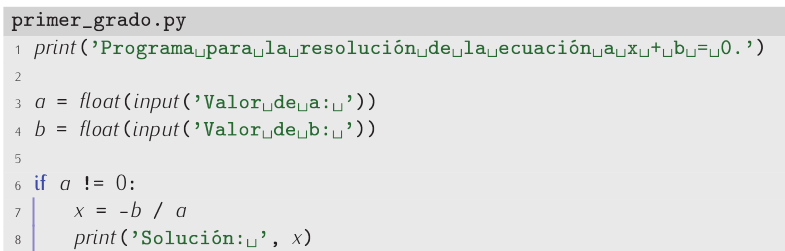 primer_grado.py
1 print('Programa␣para␣la␣resolución␣de␣la␣ecuación␣a␣x␣+␣b␣=␣0.')
2
3 a = float(input('Valor␣de␣a:␣'))
4 b = float(input('Valor␣de␣b:␣'))
5
6 if a != 0:
7     x = -b / a
8     print('Solución:␣', x)